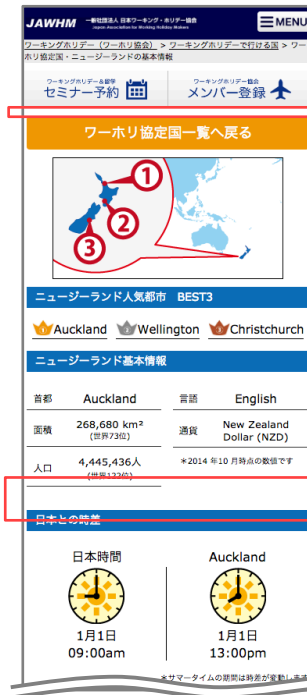 JAWHM 一般社団法人 日本ワーキング・ホリデー協会
Japan Association for Working Holiday Makers
MENU
ワーキングホリデー（ワーホリ協会） > ワーキングホリデーで行ける国 > ワー
ホリ協定国・ニュージーランドの基本情報
ワーキングホリデー&留学
セミナー予約
ワーキングホリデー協会
メンバー登録
ワーホリ協定国一覧へ戻る
1
2
3
ニュージーランド人気都市 BEST3
Auckland Wellington Christchurch
ニュージーランド基本情報
首都 Auckland 言語 English
面積 268,680 km²
(世界73位)
通貨 New Zealand
Dollar (NZD)
人口 4,445,436人
(世界122位)
*2014 年10 月時点の数値です
日本との時差
日本時間 Auckland
1月1日 1月1日
09:00am 13:00pm
*サマータイムの期間は時差が変動しま